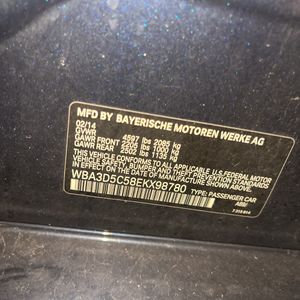 MFD BY BAYERISCHE MOTOREN WERKE AG
02/14
GVWR 4597 lbs 2085 kg
GAWR FRONT 2205 lbs 1000 kg
GAWR REAR 2502 lbs 1135 kg
THIS VEHICLE CONFORMS TO ALL APPLICABLE U.S.FEDERAL MOTOR
VEHICLE SAFETY, BUMPER, AND THEFT PREVENTION
STANDARDS IN EFFECT ON THE
DATE OF MANUFACTURE SHOWN ABOVE.
WBA3D5C58EKX98780 TYPE: PASSENGER CAR